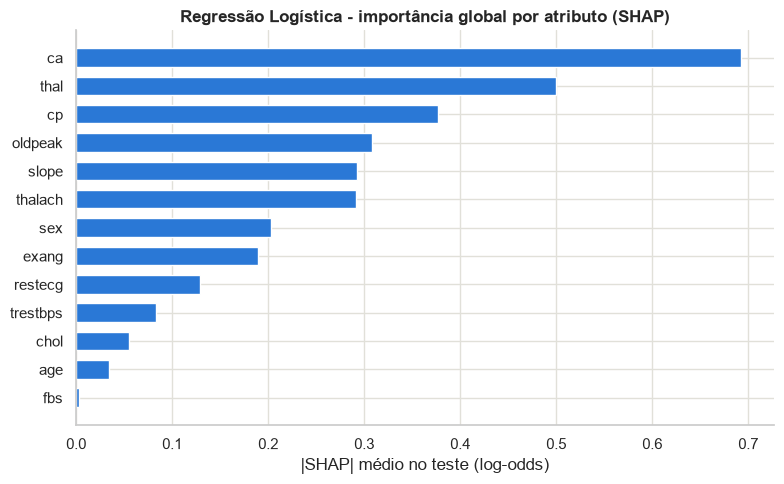 Regressão Logística - importância global por atributo (SHAP)
ca
thal
cp
oldpeak
slope
thalach
sex
exang
restecg
trestbps
chol
age
fbs
0.0 0.1 0.2 0.3 0.4 0.5 0.6 0.7
|SHAP| médio no teste (log-odds)